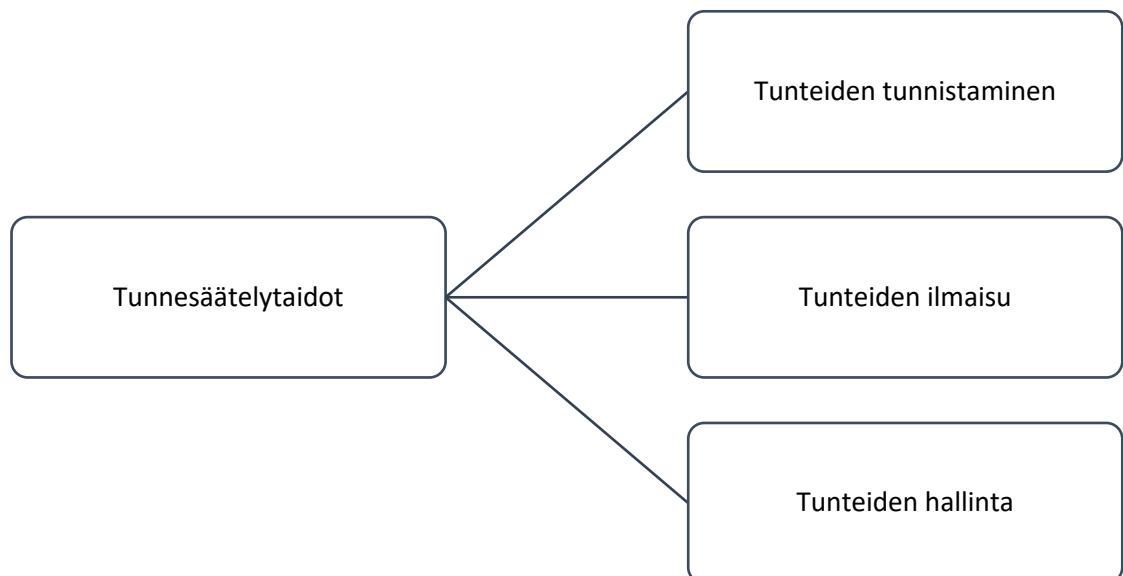 Tunnesäätelytaidot
Tunteiden tunnistaminen
Tunteiden ilmaisu
Tunteiden hallinta